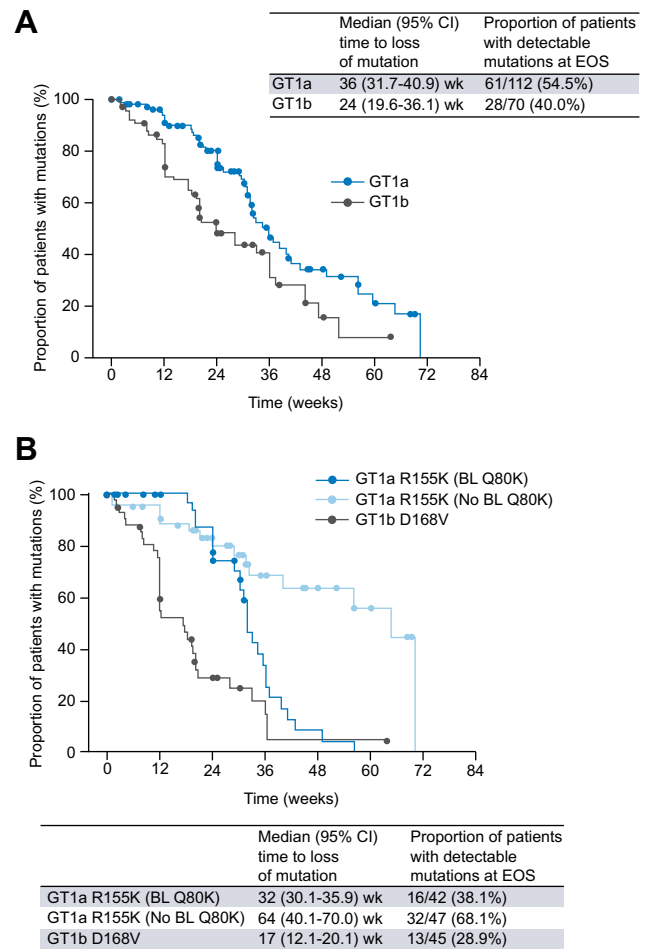 A
Median (95% CI) Proportion of patients
time to loss with detectable
of mutation mutations at EOS
GT1a 36 (31.7-40.9) wk 61/112 (54.5%)
GT1b 24 (19.6-36.1) wk 28/70 (40.0%)
Proportion of patients with mutations (%)
100
80
60
40
20
0
GT1a
GT1b
0 12 24 36 48 60 72 84
Time (weeks)
B
Proportion of patients with mutations (%)
100
80
60
40
20
0
GT1a R155K (BL Q80K)
GT1a R155K (No BL Q80K)
GT1b D168V
0 12 24 36 48 60 72 84
Time (weeks)
Median (95% CI) Proportion of patients
time to loss with detectable
of mutation mutations at EOS
GT1a R155K (BL Q80K) 32 (30.1-35.9) wk 16/42 (38.1%)
GT1a R155K (No BL Q80K) 64 (40.1-70.0) wk 32/47 (68.1%)
GT1b D168V 17 (12.1-20.1) wk 13/45 (28.9%)